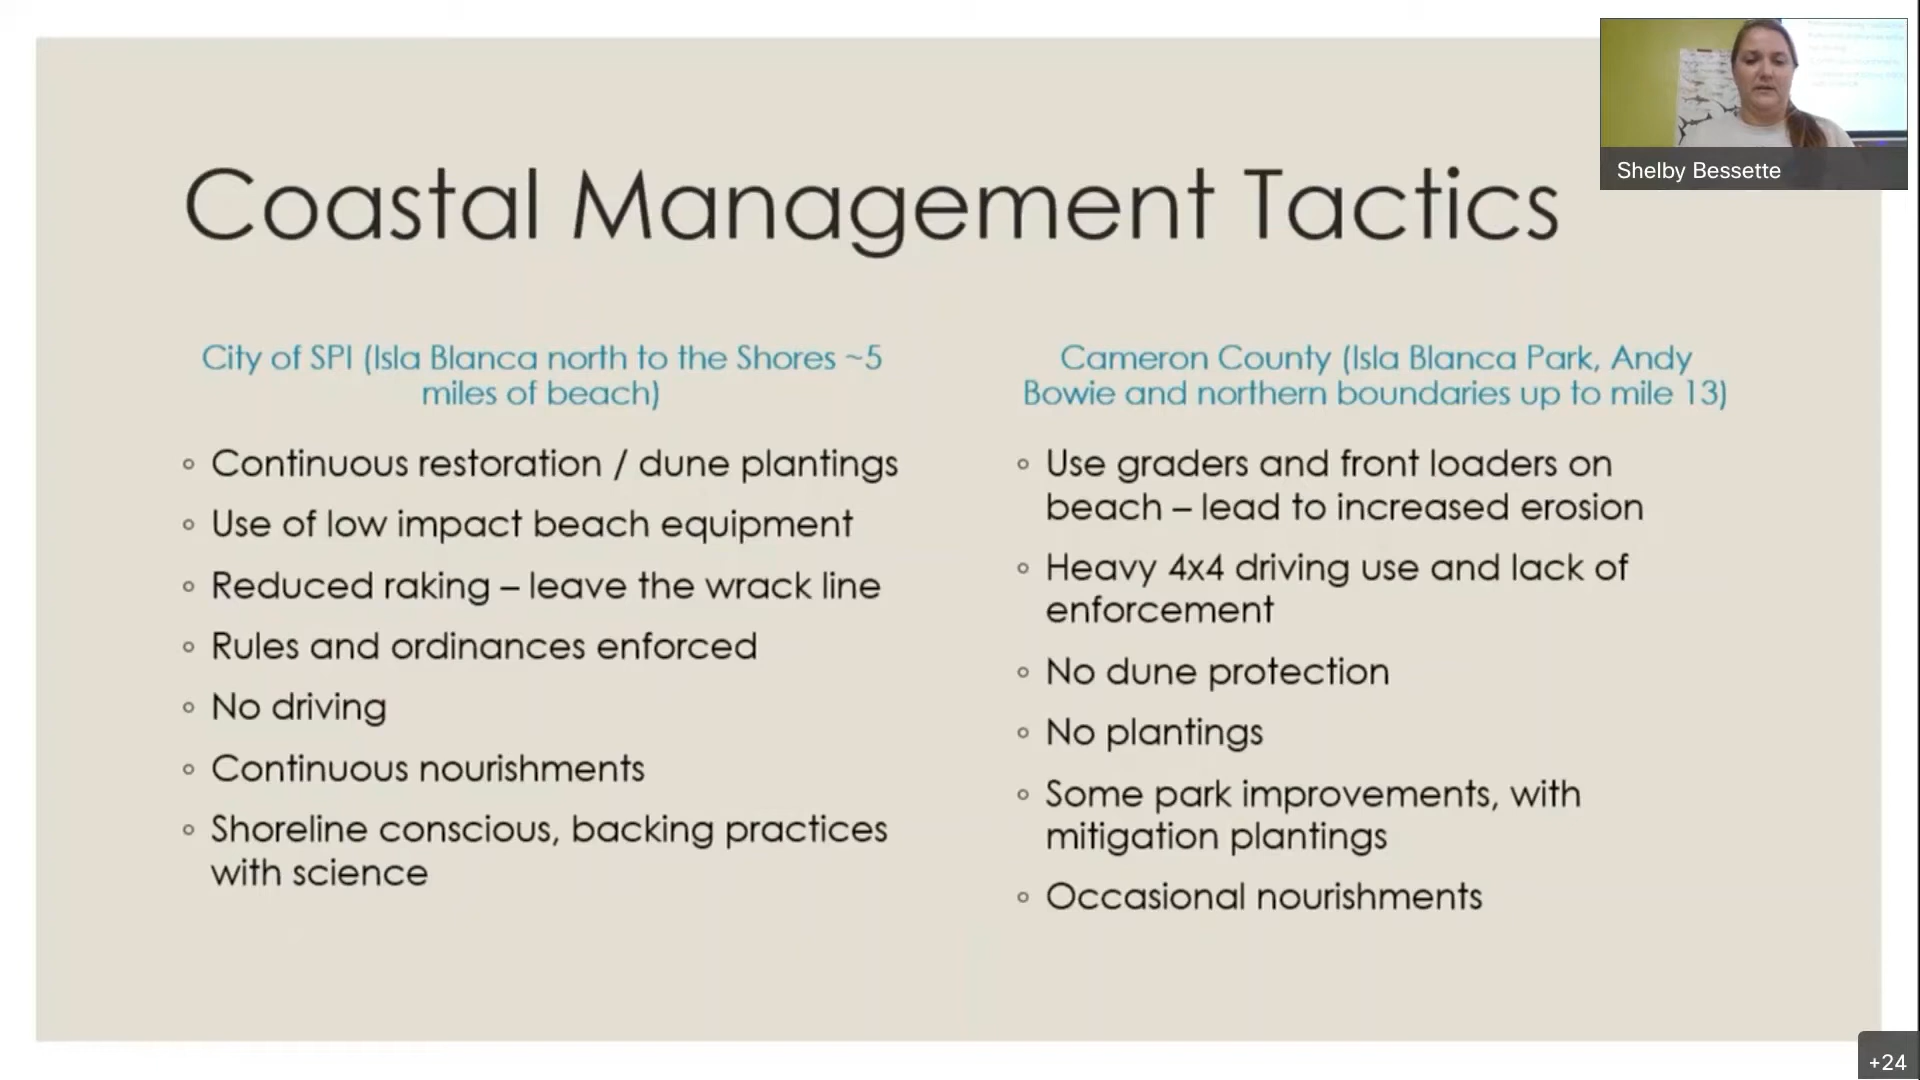 Coastal Management Tactics
City of SPI (Isla Blanca north to the Shores ~5
miles of beach)
◦ Continuous restoration / dune plantings
◦ Use of low impact beach equipment
◦ Reduced raking – leave the wrack line
◦ Rules and ordinances enforced
◦ No driving
◦ Continuous nourishments
◦ Shoreline conscious, backing practices
with science
Cameron County (Isla Blanca Park, Andy
Bowie and northern boundaries up to mile 13)
◦ Use graders and front loaders on
beach – lead to increased erosion
◦ Heavy 4x4 driving use and lack of
enforcement
◦ No dune protection
◦ No plantings
◦ Some park improvements, with
mitigation plantings
◦ Occasional nourishments
Shelby Bessette
+24